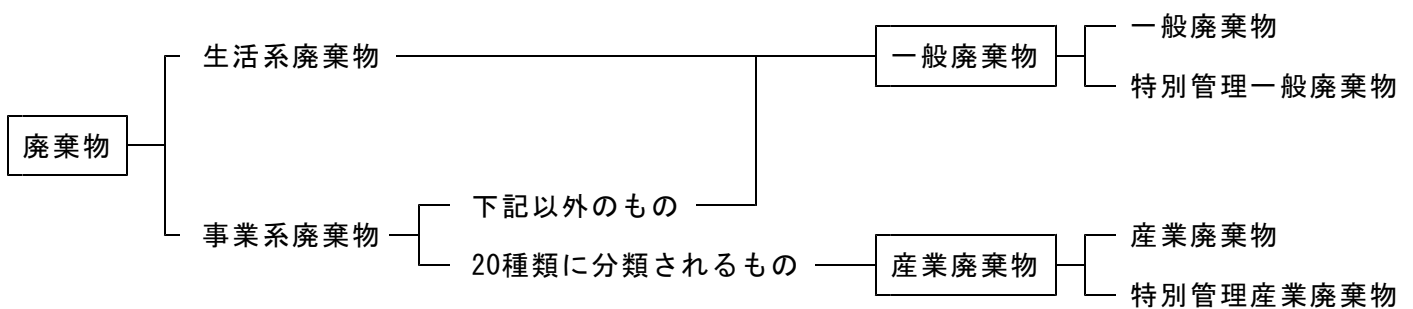 廃棄物
生活系廃棄物
事業系廃棄物
下記以外のもの
20種類に分類されるもの
一般廃棄物
一般廃棄物
特別管理一般廃棄物
産業廃棄物
産業廃棄物
特別管理産業廃棄物